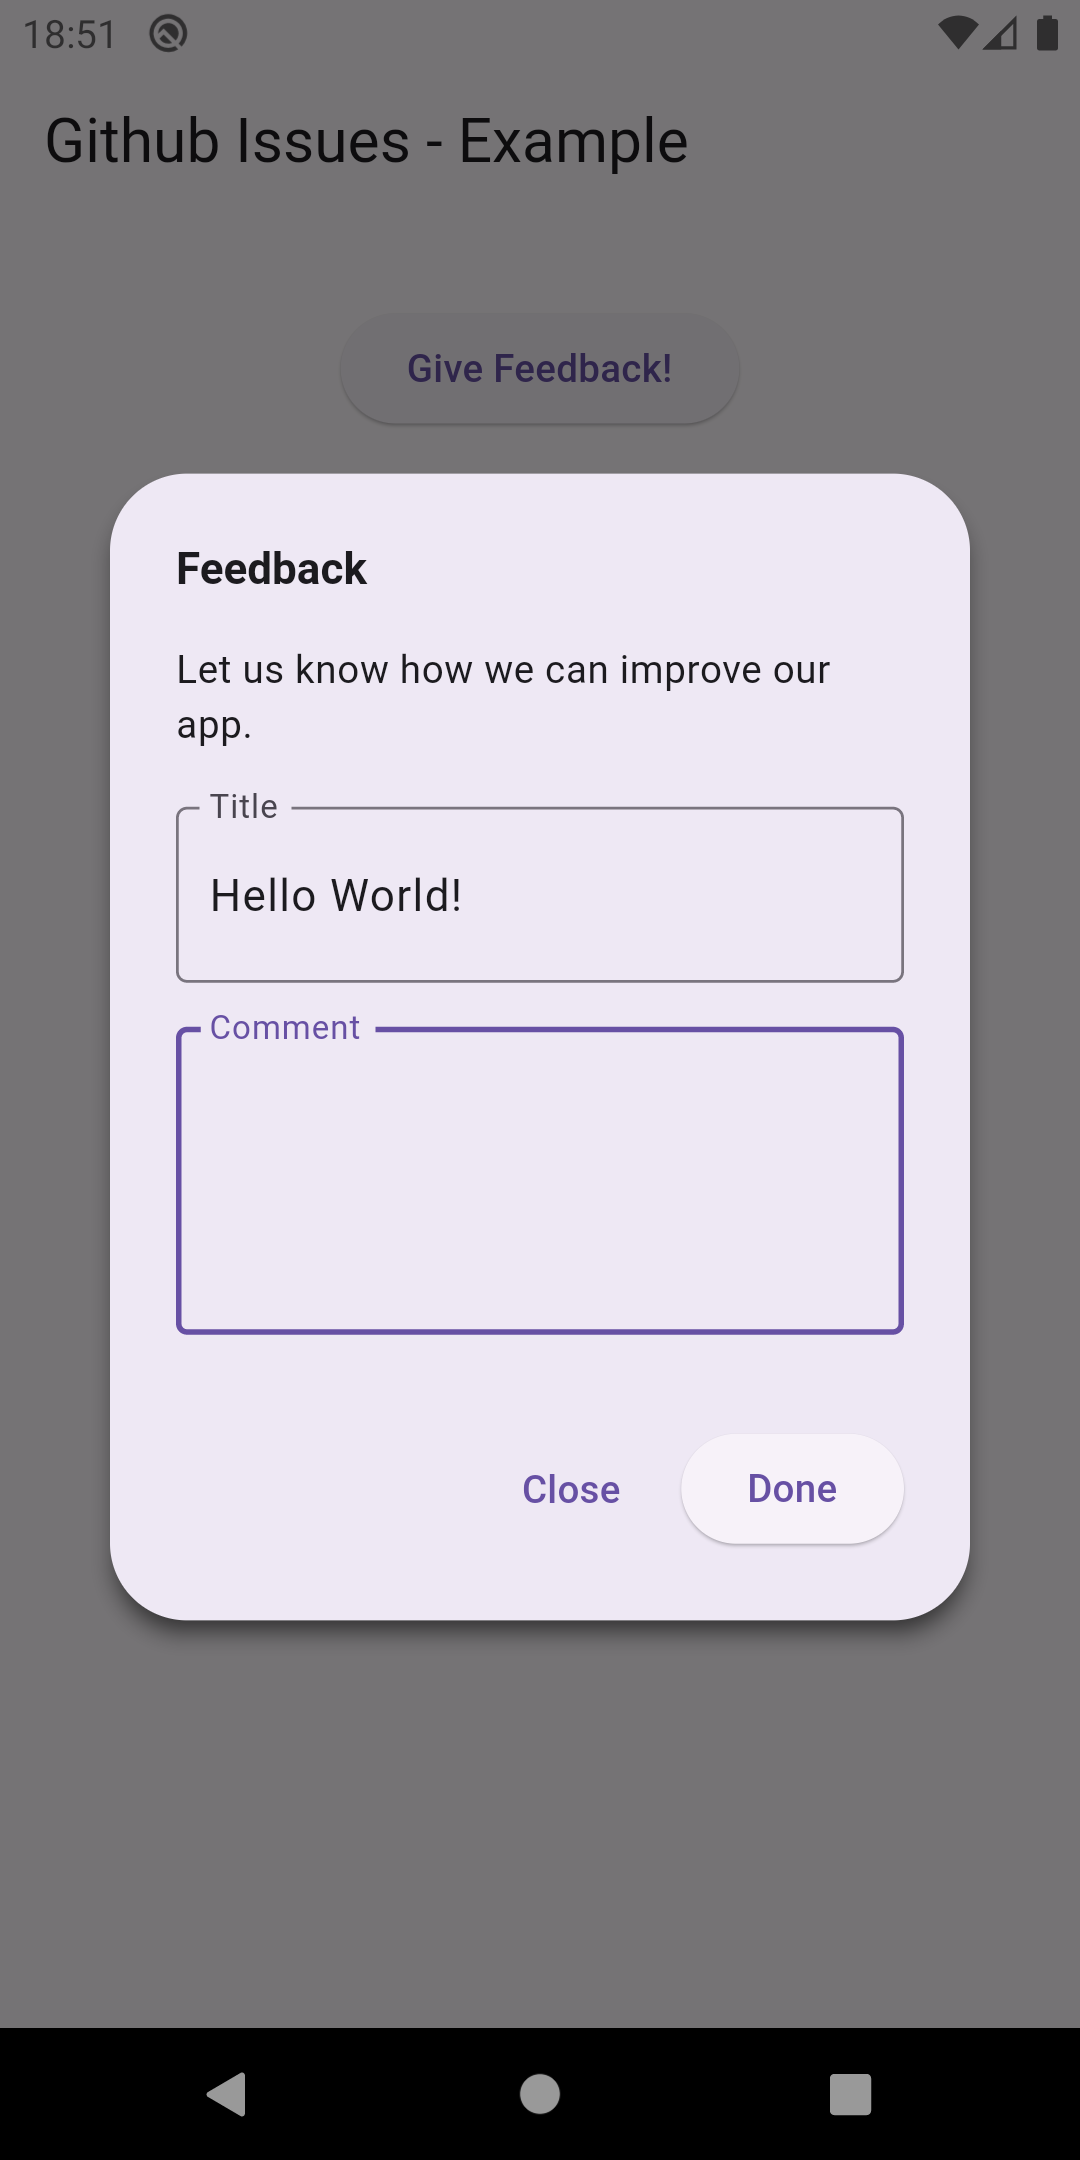 18:51
Github Issues - Example
Give Feedback!
Feedback
Let us know how we can improve our
app.
Title
Hello World!
Comment
Close
Done